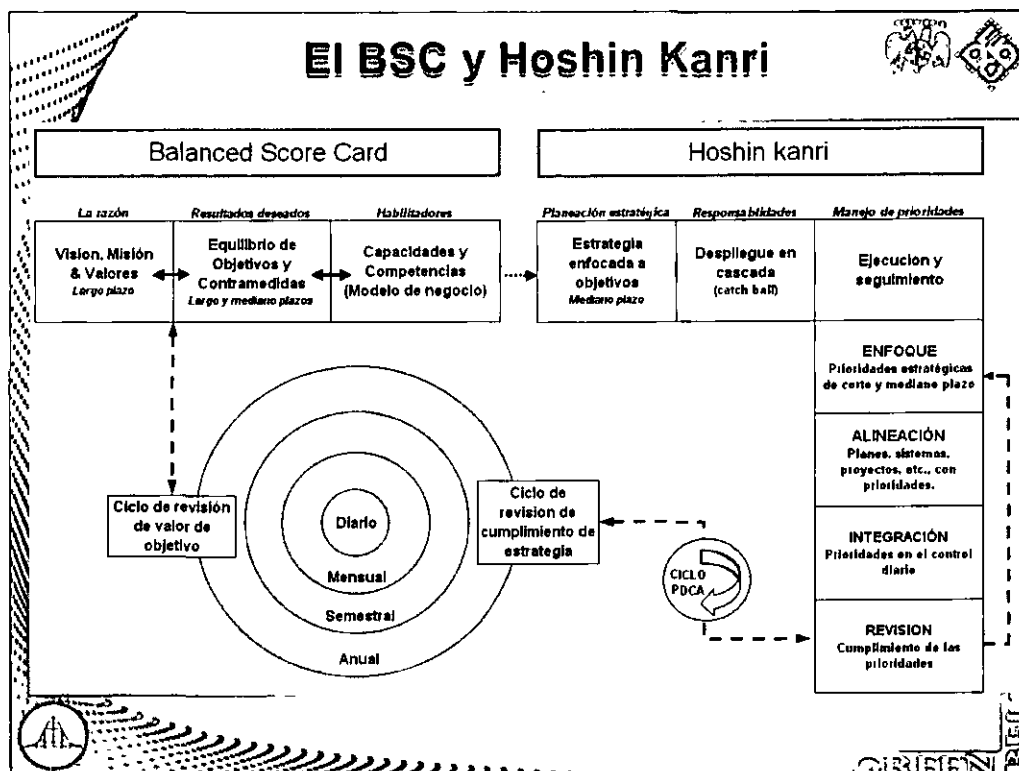 El BSC y Hoshin Kanri
Balanced Score Card
Hoshin kanri
La razón
Resultados deseados
Habilitadores
Planeación estratégica
Responsabilidades
Manejo de prioridades
Vision, Misión
& Valores
Largo plazo
Equilibrio de
Objetivos y
Contramedidas
Largo y mediano plazos
Capacidades y
Competencias
(Modelo de negocio)
Estrategia
enfocada a
objetivos
Mediano plazo
Despliegue en
cascada
(catch ball)
Ejecucion y
seguimiento
ENFOQUE
Prioridades estratégicas
de corto y mediano plazo
ALINEACIÓN
Planes, sistemas,
proyectos, etc., con
prioridades.
INTEGRACIÓN
Prioridades en el control
diario
REVISION
Cumplimiento de las
prioridades
Ciclo de revisión
de valor de
objetivo
Diario
Mensual
Semestral
Anual
Ciclo de
revision de
cumplimiento de
estrategia
CICLO
PDCA
GREEN